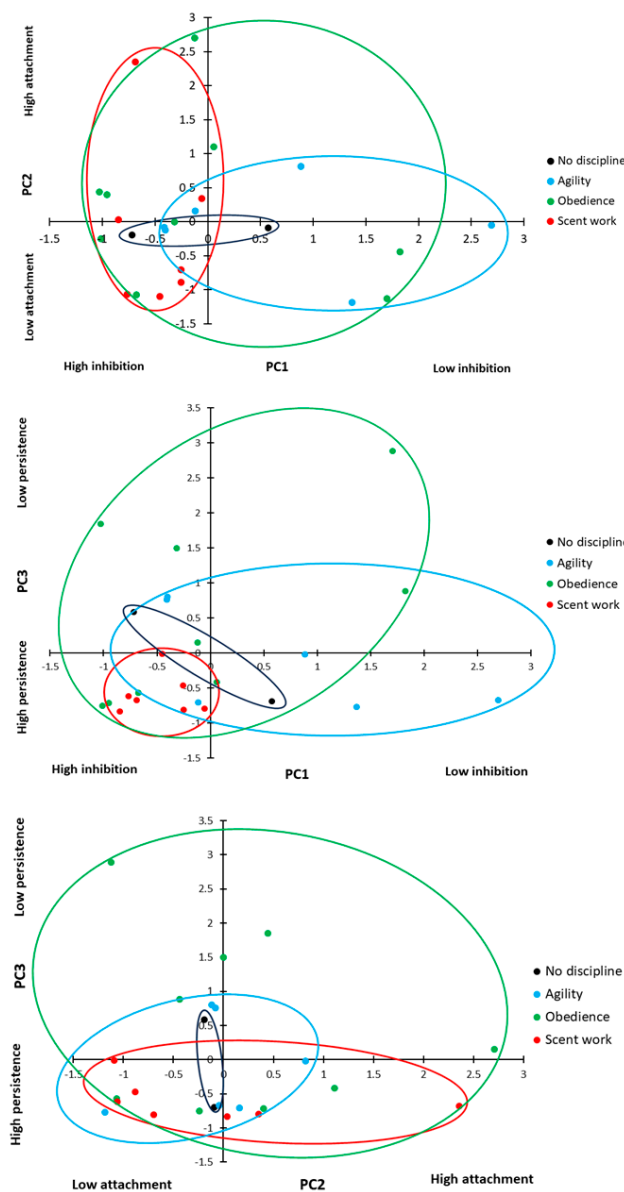 High attachment
PC2
Low attachment
3
2.5
2
1.5
1
0.5
0
-0.5
-1
-1.5
-1.5 -1 -0.5 0 0.5 1 1.5 2 2.5 3
No discipline
Agility
Obedience
Scent work
High inhibition PC1 Low inhibition
Low persistence
PC3
High persistence
3.5
3
2.5
2
1.5
1
0.5
0
-0.5
-1
-1.5
-1.5 -1 -0.5 0 0.5 1 1.5 2 2.5 3
No discipline
Agility
Obedience
Scent work
High inhibition PC1 Low inhibition
Low persistence
PC3
High persistence
3.5
3
2.5
2
1.5
1
0.5
0
-0.5
-1
-1.5
-1.5 -1 -0.5 0 0.5 1 1.5 2 2.5 3
No discipline
Agility
Obedience
Scent work
Low attachment PC2 High attachment